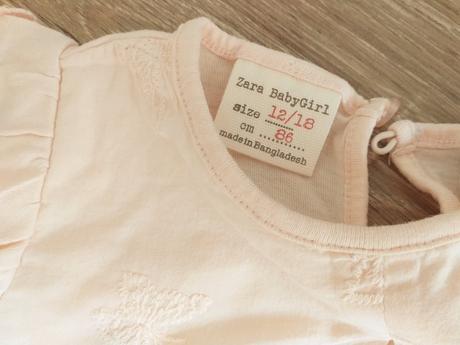 Zara BabyGirl
size 12/18
cm 86
made in Bangladesh